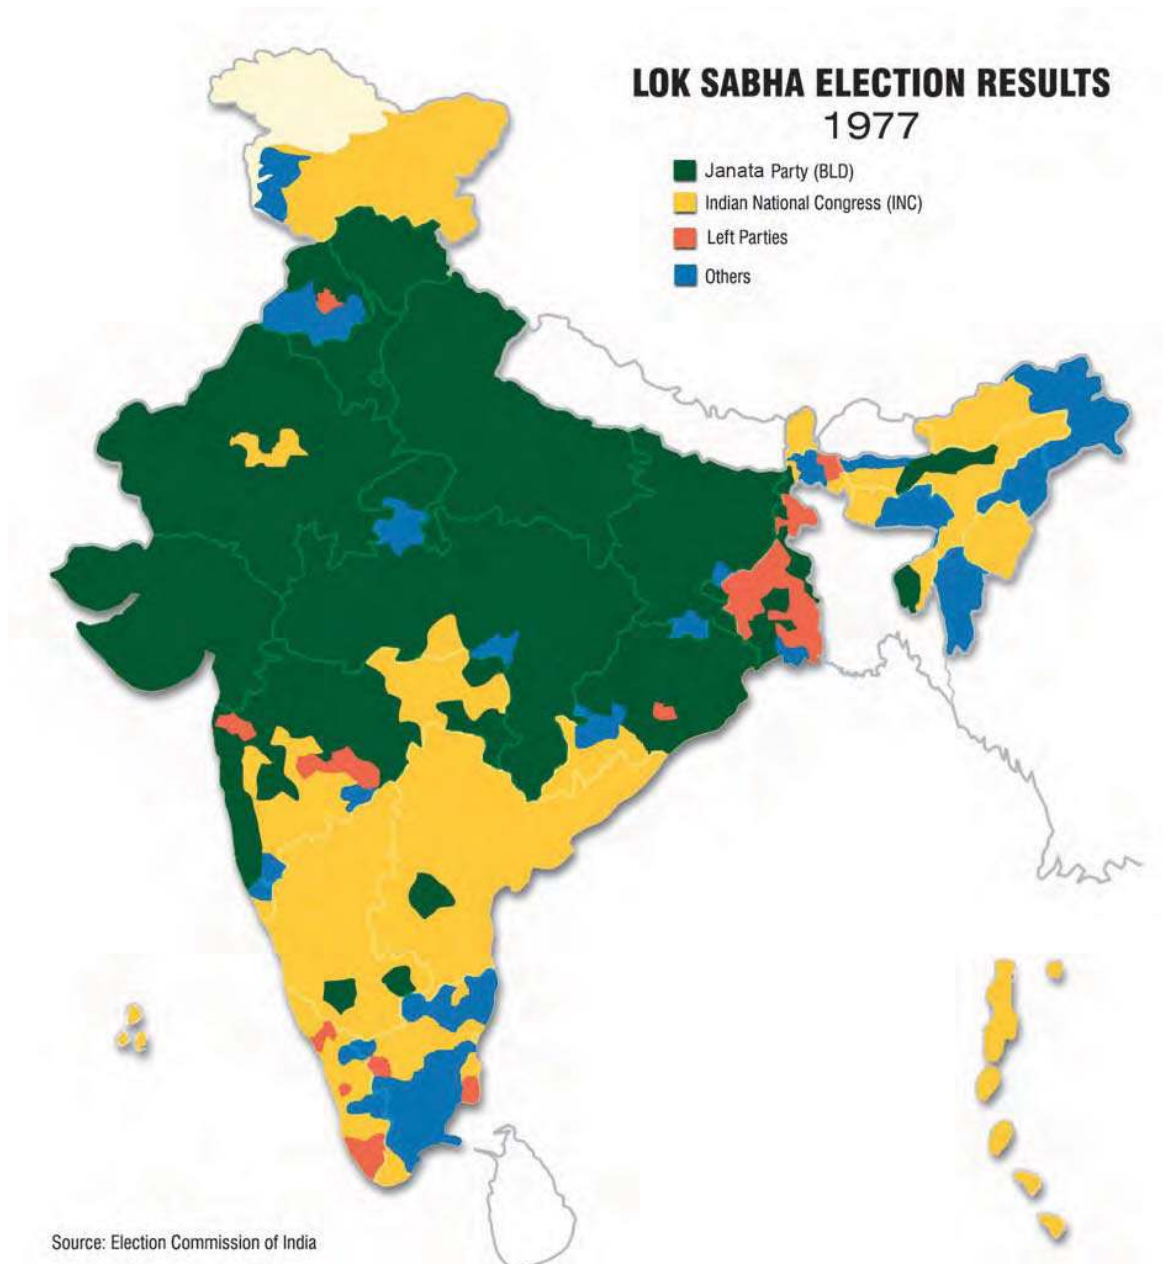 LOK SABHA ELECTION RESULTS
1977
Janata Party (BLD)
Indian National Congress (INC)
Left Parties
Others
Source: Election Commission of India